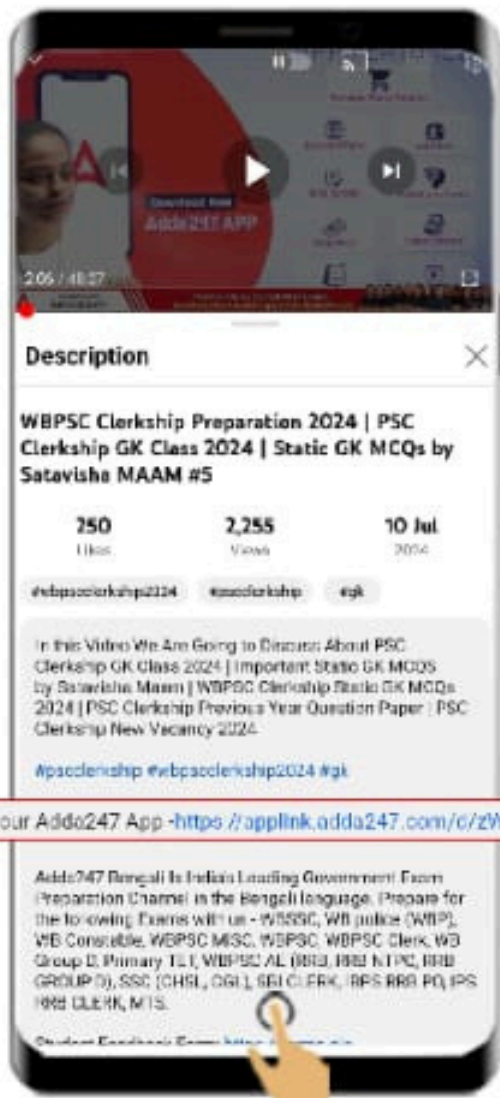 Download Now
Adda247 APP
2:06 / 48:37
Description
WBPSC Clerkship Preparation 2024 | PSC
Clerkship GK Class 2024 | Static GK MCQs by
Satavisha MAAM #5
250
2,255
10 Jul
Likes
Views
2024
#wbpscclerkship2024
#pscclerkship
#gk
In this Video We Are Going to Discuss About PSC
Clerkship GK Class 2024 | Important Static GK MCQS
by Satavisha Maam | WBPSC Clerkship Static GK MCQs
2024 | PSC Clerkship Previous Year Question Paper | PSC
Clerkship New Vacancy 2024
#pscclerkship #wbpscclerkship2024 #gk
our Adda247 App -https://applink.adda247.com/d/zW
Adda247 Bengali Is India's Leading Government Exam
Preparation Channel in the Bengali language. Prepare for
the following Exams with us - WBSSC, WB police (WBP),
WB Constable, WBPSC MISC, WBPSC, WBPSC Clerk, WB
Group D, Primary TET, WBPSC AE (RRB, RRB NTPC, RRB
GROUP D), SSC (CHSL, CGL), SBI CLERK, IBPS RRB PO, IPS
RRB CLERK, MTS.
Student Feedback Form: